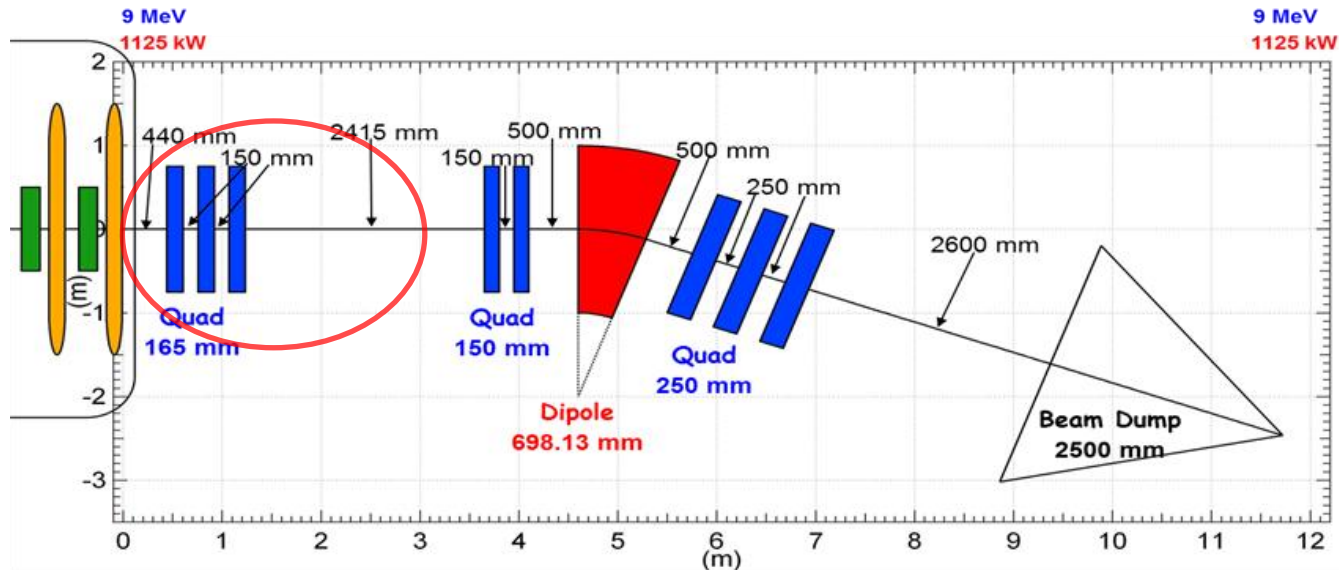 9 MeV
1125 kW
9 MeV
1125 kW
2
1
0
-1
-2
-3
(m)
440 mm
150 mm
2415 mm
150 mm
500 mm
500 mm
250 mm
2600 mm
Quad
165 mm
Quad
150 mm
Dipole
698.13 mm
Quad
250 mm
Beam Dump
2500 mm
0 1 2 3 4 5 6 7 8 9 10 11 12
(m)